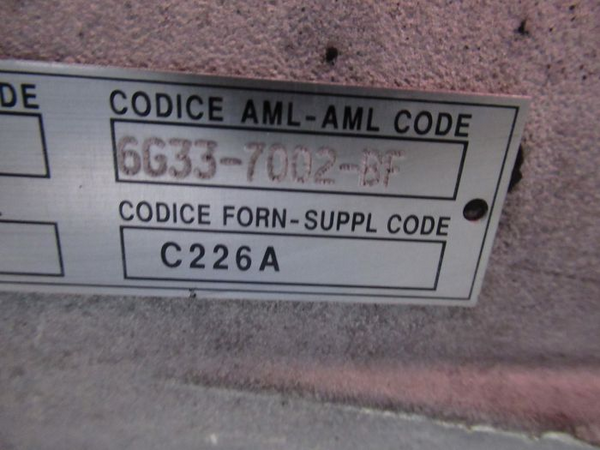 DE
CODICE AML-AML CODE
6G33-7002-BF
CODICE FORN-SUPPL CODE
C226A